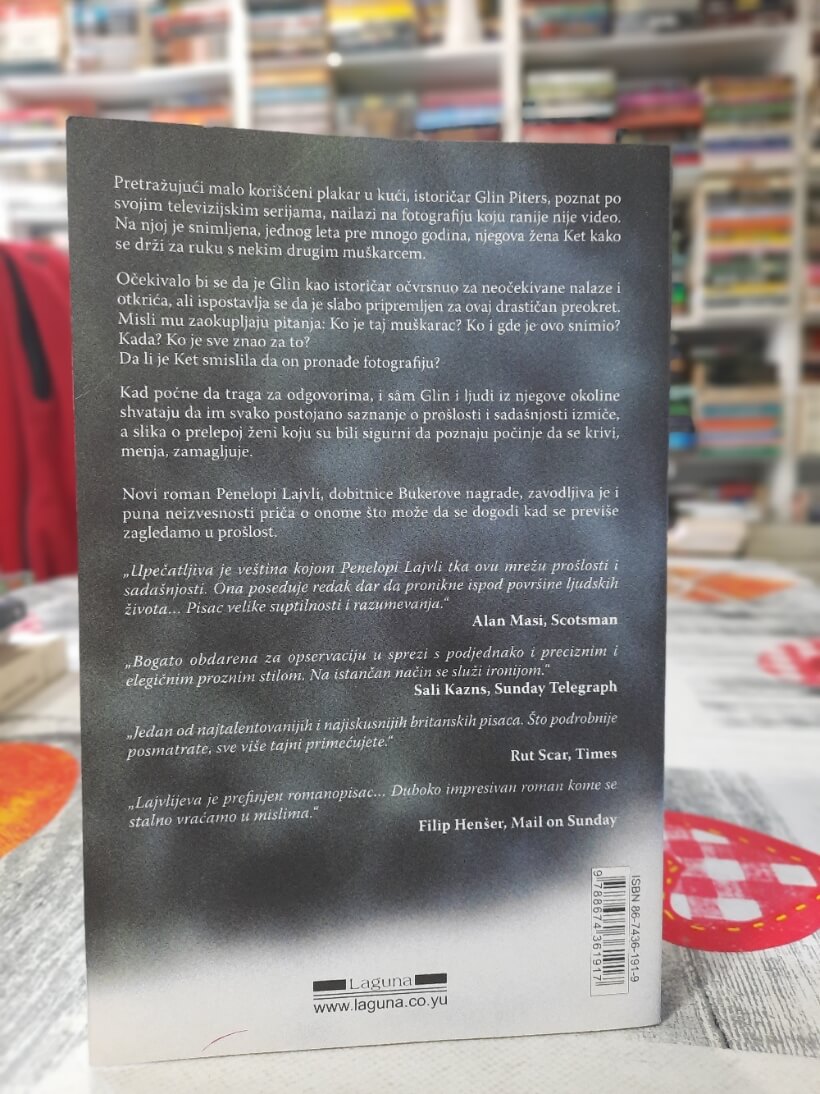 Pretražujući malo korišćeni plakar u kući, istoričar Glin Piters, poznat po
svojim televizijskim serijama, nailazi na fotografiju koju ranije nije video.
Na njoj je snimljena, jednog leta pre mnogo godina, njegova žena Ket kako
se drži za ruku s nekim drugim muškarcem.
Očekivalo bi se da je Glin kao istoričar očvrsnuo za neočekivane nalaze i
otkrića, ali ispostavlja se da je slabo pripremljen za ovaj drastičan preokret.
Misli mu zaokupljaju pitanja: Ko je taj muškarac? Ko i gde je ovo snimio?
Kada? Ko je sve znao za to?
Da li je Ket smislila da on pronađe fotografiju?
Kad počne da traga za odgovorima, i sâm Glin i ljudi iz njegove okoline
shvataju da im svako postojano saznanje o prošlosti i sadašnjosti izmiče,
a slika o prelepoj ženi koju su bili sigurni da poznaju počinje da se krivi,
menja, zamagljuje.
Novi roman Penelopi Lajvli, dobitnice Bukerove nagrade, zavodljiva je i
puna neizvesnosti priča o onome što može da se dogodi kad se previše
zagledamo u prošlost.
„Upečatljiva je veština kojom Penelopi Lajvli tka ovu mrežu prošlosti i
sadašnjosti. Ona poseduje redak dar da pronikne ispod površine ljudskih
života... Pisac velike suptilnosti i razumevanja.“
Alan Masi, Scotsman
„Bogato obdarena za opservaciju u sprezi s podjednako i preciznim i
elegičnim proznim stilom. Na istančan način se služi ironijom.“
Sali Kazns, Sunday Telegraph
„Jedan od najtalentovanijih i najiskusnijih britanskih pisaca. Što podrobnije
posmatrate, sve više tajni primećujete.“
Rut Scar, Times
„Lajvlijeva je prefinjen romanopisac... Duboko impresivan roman kome se
stalno vraćamo u mislima.“
Filip Henšer, Mail on Sunday
ISBN 86-7436-191-9
9 788674 361917
Laguna
www.laguna.co.yu